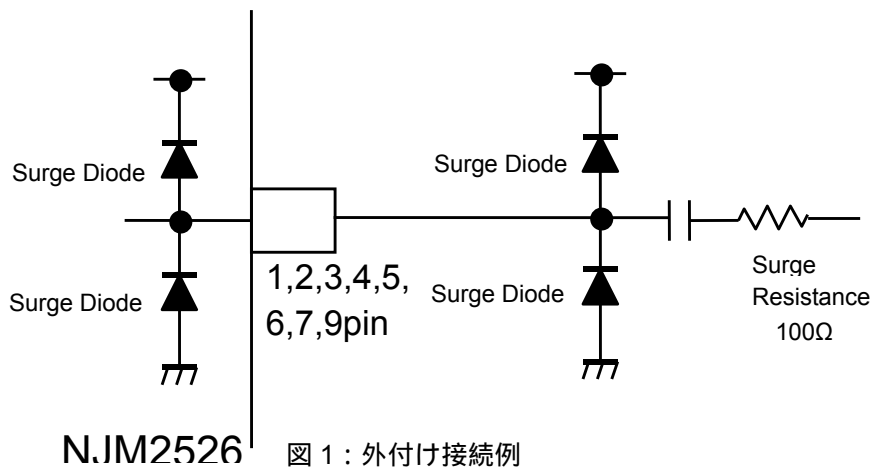 Surge Diode
Surge Diode
Surge Diode
Surge Diode
1,2,3,4,5,
6,7,9pin
Surge
Resistance
100Ω
NJM2526
図 1：外付け接続例